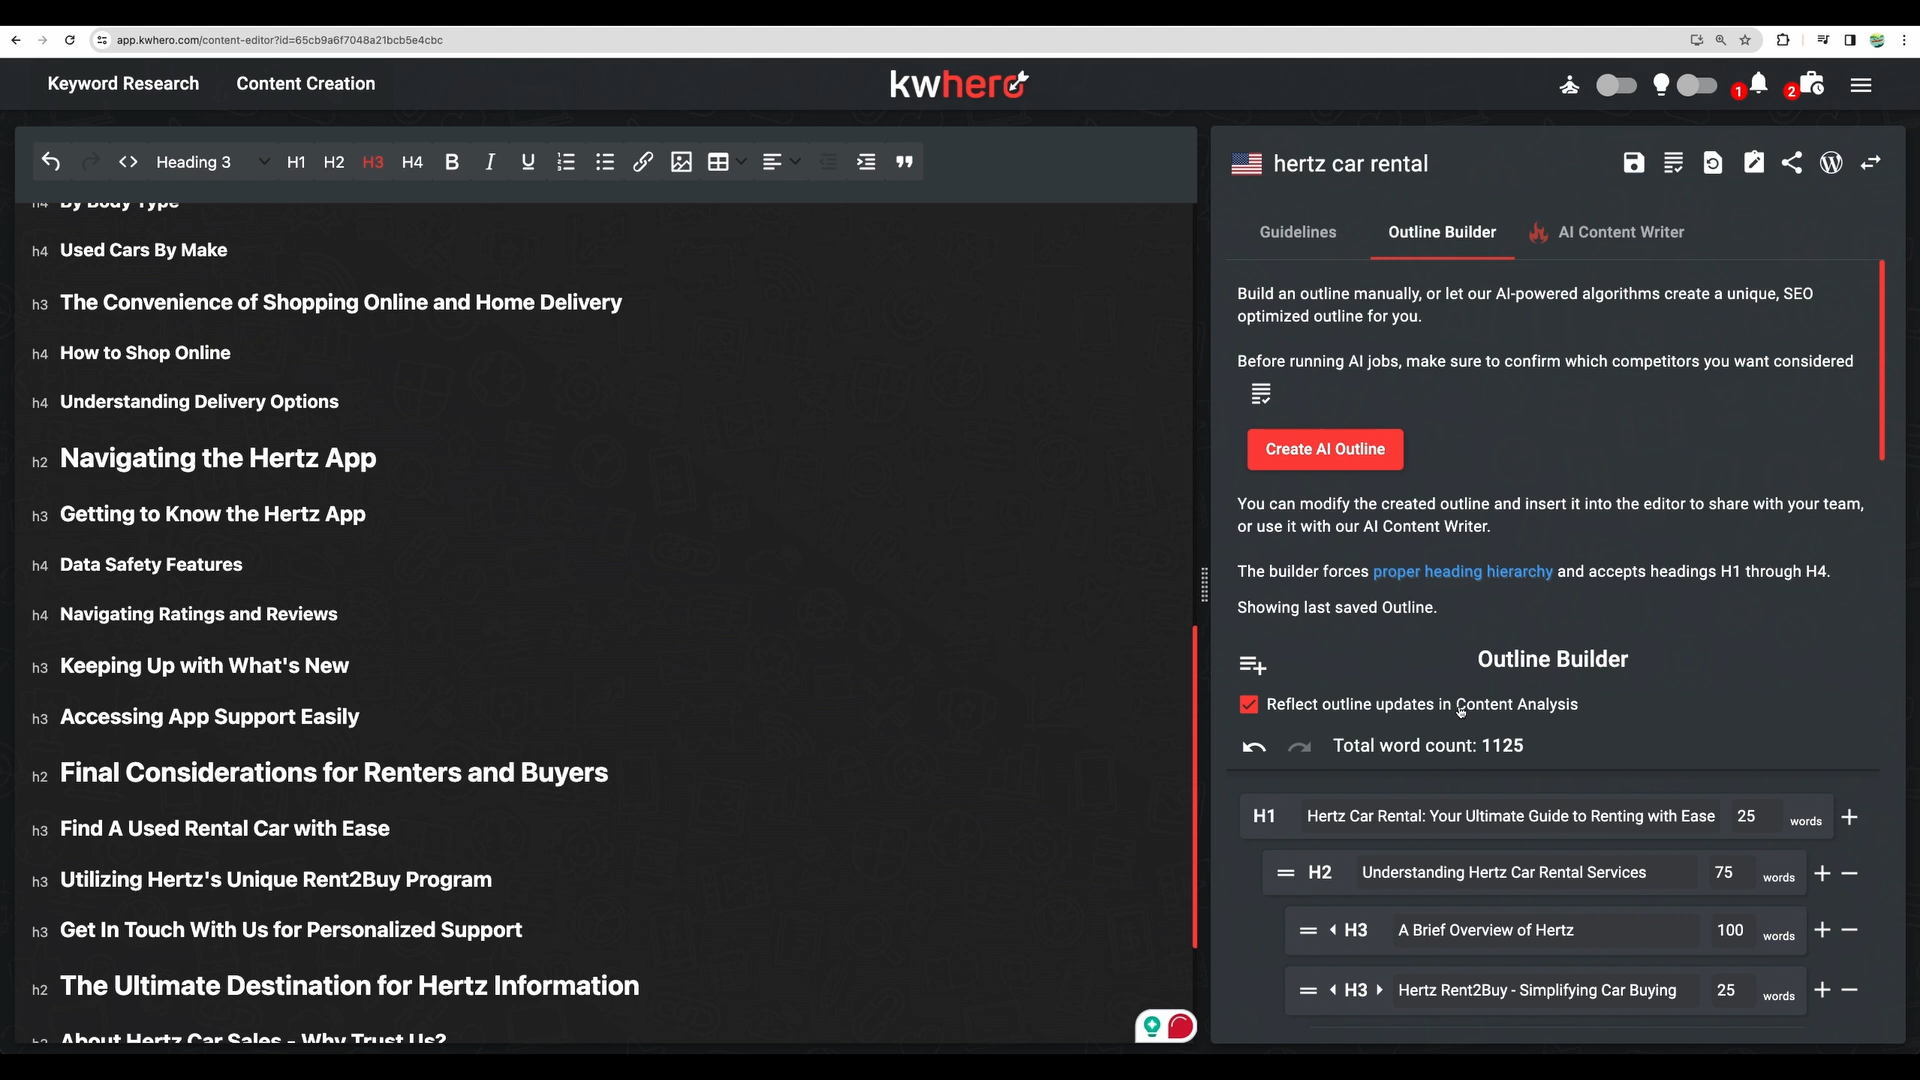 app.kwhero.com/content-editor?id=65cb9a6f7048a21bcb5e4cbc
Keyword Research
Content Creation
kwhero
1
2
Heading 3
H1
H2
H3
H4
B
I
U
h4 By Body Type
h4 Used Cars By Make
h3 The Convenience of Shopping Online and Home Delivery
h4 How to Shop Online
h4 Understanding Delivery Options
h2 Navigating the Hertz App
h3 Getting to Know the Hertz App
h4 Data Safety Features
h4 Navigating Ratings and Reviews
h3 Keeping Up with What's New
h3 Accessing App Support Easily
h2 Final Considerations for Renters and Buyers
h3 Find A Used Rental Car with Ease
h3 Utilizing Hertz's Unique Rent2Buy Program
h3 Get In Touch With Us for Personalized Support
h2 The Ultimate Destination for Hertz Information
About Hertz Car Sales - Why Trust Us?
hertz car rental
Guidelines
Outline Builder
AI Content Writer
Build an outline manually, or let our AI-powered algorithms create a unique, SEO
optimized outline for you.
Before running AI jobs, make sure to confirm which competitors you want considered
Create AI Outline
You can modify the created outline and insert it into the editor to share with your team,
or use it with our AI Content Writer.
The builder forces proper heading hierarchy and accepts headings H1 through H4.
Showing last saved Outline.
Outline Builder
Reflect outline updates in Content Analysis
Total word count: 1125
H1 Hertz Car Rental: Your Ultimate Guide to Renting with Ease 25 words
H2 Understanding Hertz Car Rental Services 75 words
H3 A Brief Overview of Hertz 100 words
H3 Hertz Rent2Buy - Simplifying Car Buying 25 words